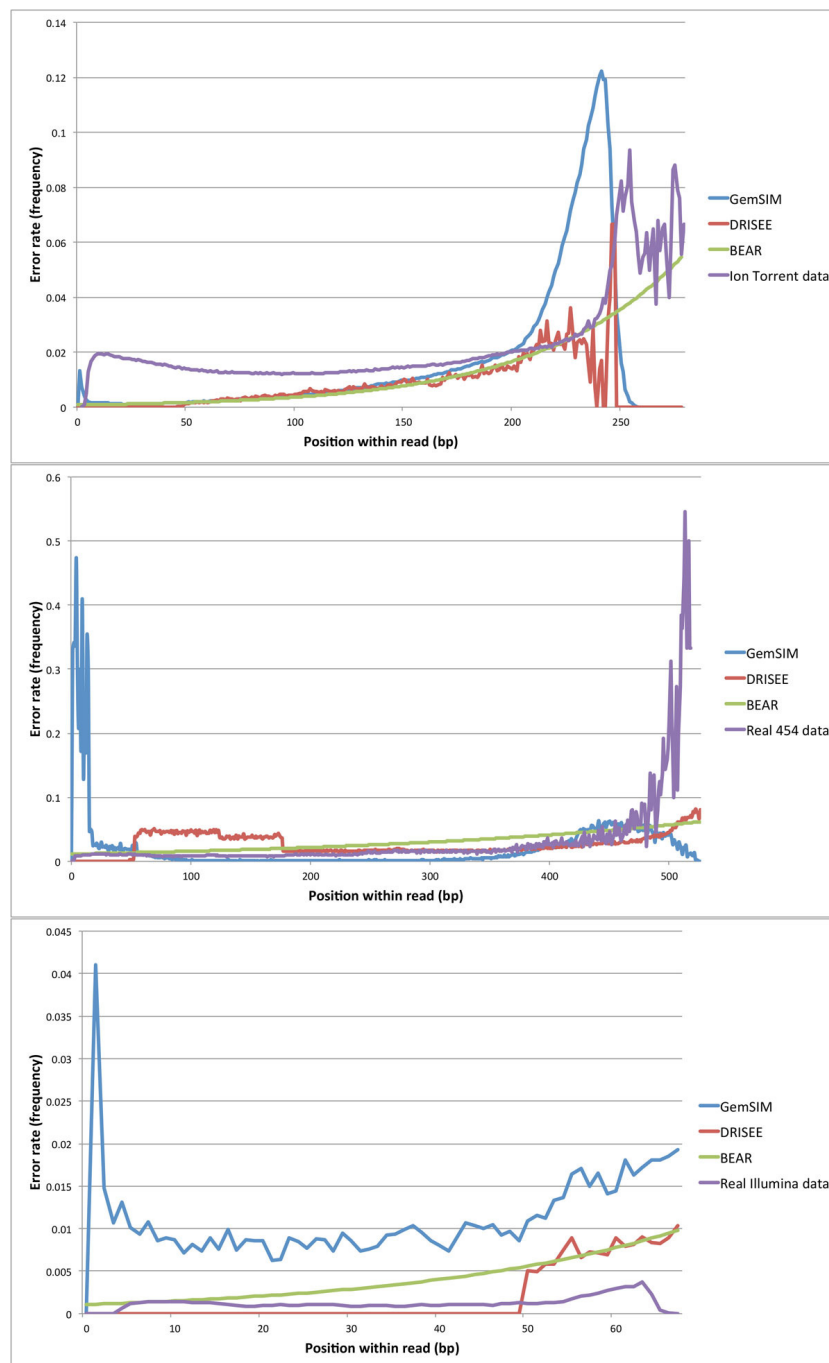 0.14
0.12
0.1
0.08
0.06
0.04
0.02
0
Error rate (frequency)
0 50 100 150 200 250
Position within read (bp)
GemSIM
DRISEE
BEAR
Ion Torrent data
0.6
0.5
0.4
0.3
0.2
0.1
0
Error rate (frequency)
0 100 200 300 400 500
Position within read (bp)
GemSIM
DRISEE
BEAR
Real 454 data
0.045
0.04
0.035
0.03
0.025
0.02
0.015
0.01
0.005
0
Error rate (frequency)
0 10 20 30 40 50 60
Position within read (bp)
GemSIM
DRISEE
BEAR
Real Illumina data